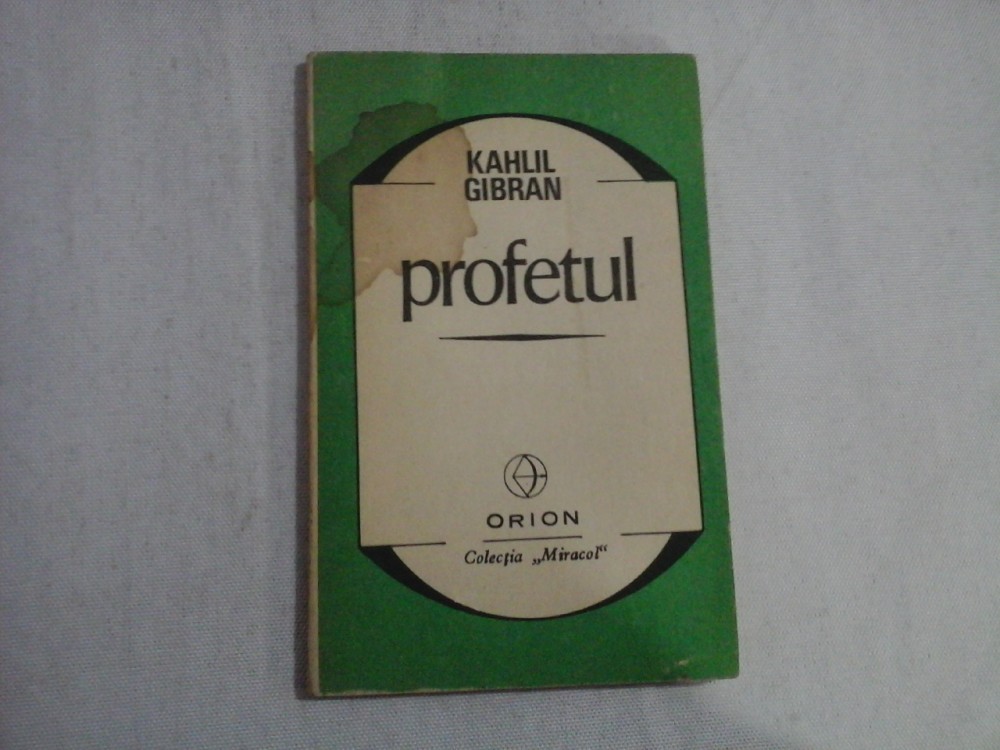 KAHLIL
GIBRAN
profetul
ORION
Colecția „Miracol“